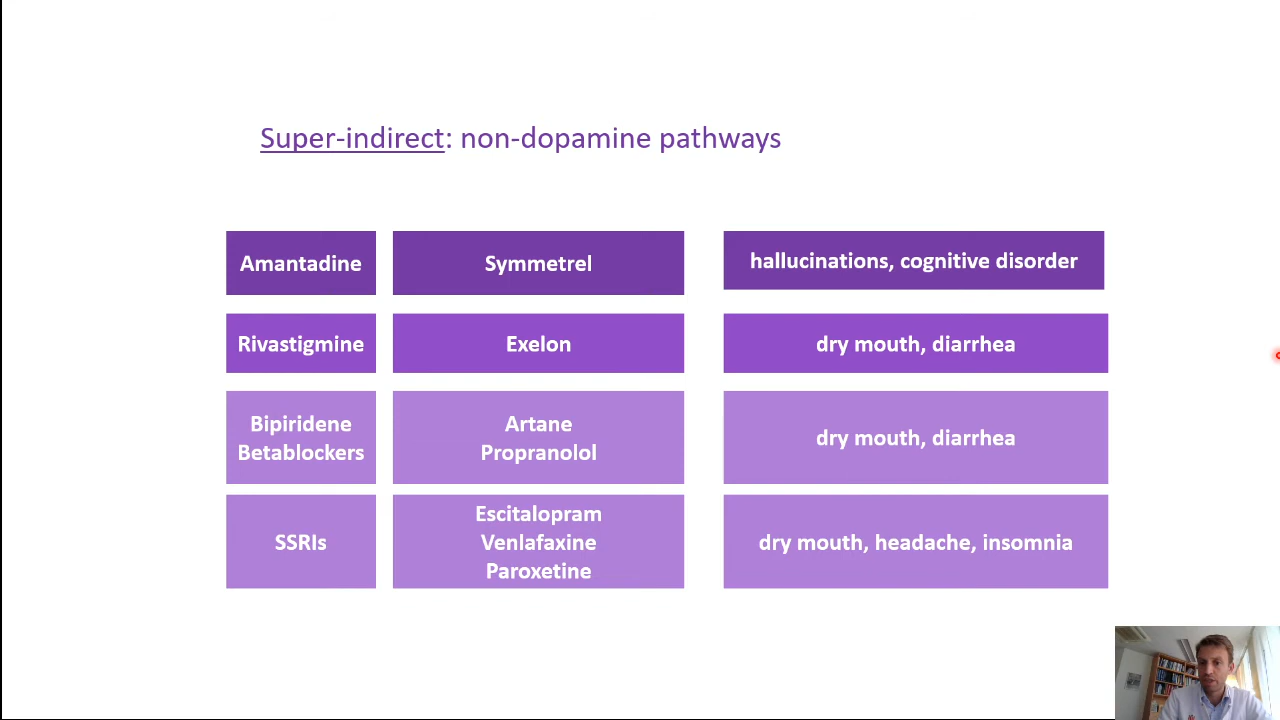 Super-indirect: non-dopamine pathways
Amantadine
Symmetrel
hallucinations, cognitive disorder
Rivastigmine
Exelon
dry mouth, diarrhea
Bipiridene
Betablockers
Artane
Propranolol
dry mouth, diarrhea
SSRIs
Escitalopram
Venlafaxine
Paroxetine
dry mouth, headache, insomnia